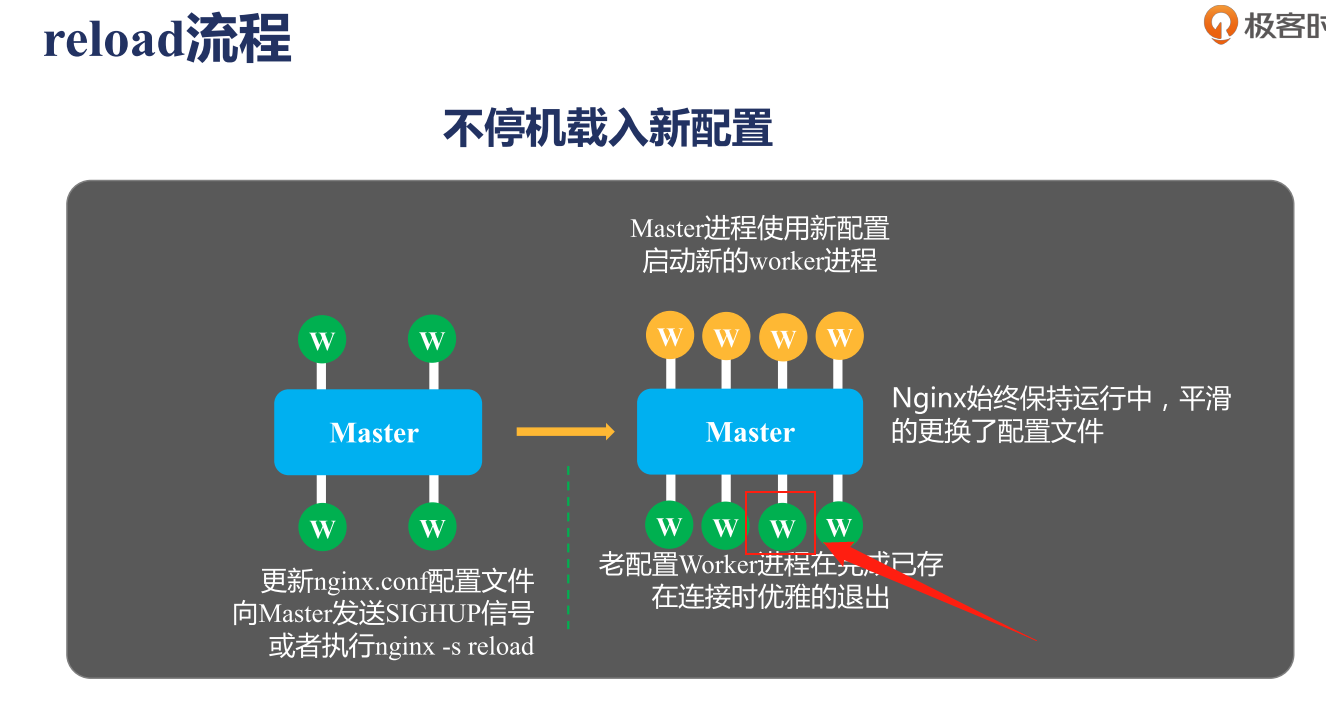 reload流程
极客时
不停机载入新配置
Master进程使用新配置
启动新的worker进程
W W
W W W W
Master
Master
Nginx始终保持运行中，平滑
的更换了配置文件
W W
W W W W
更新nginx.conf配置文件
向Master发送SIGHUP信号
或者执行nginx -s reload
老配置Worker进程在完成已存
在连接时优雅的退出